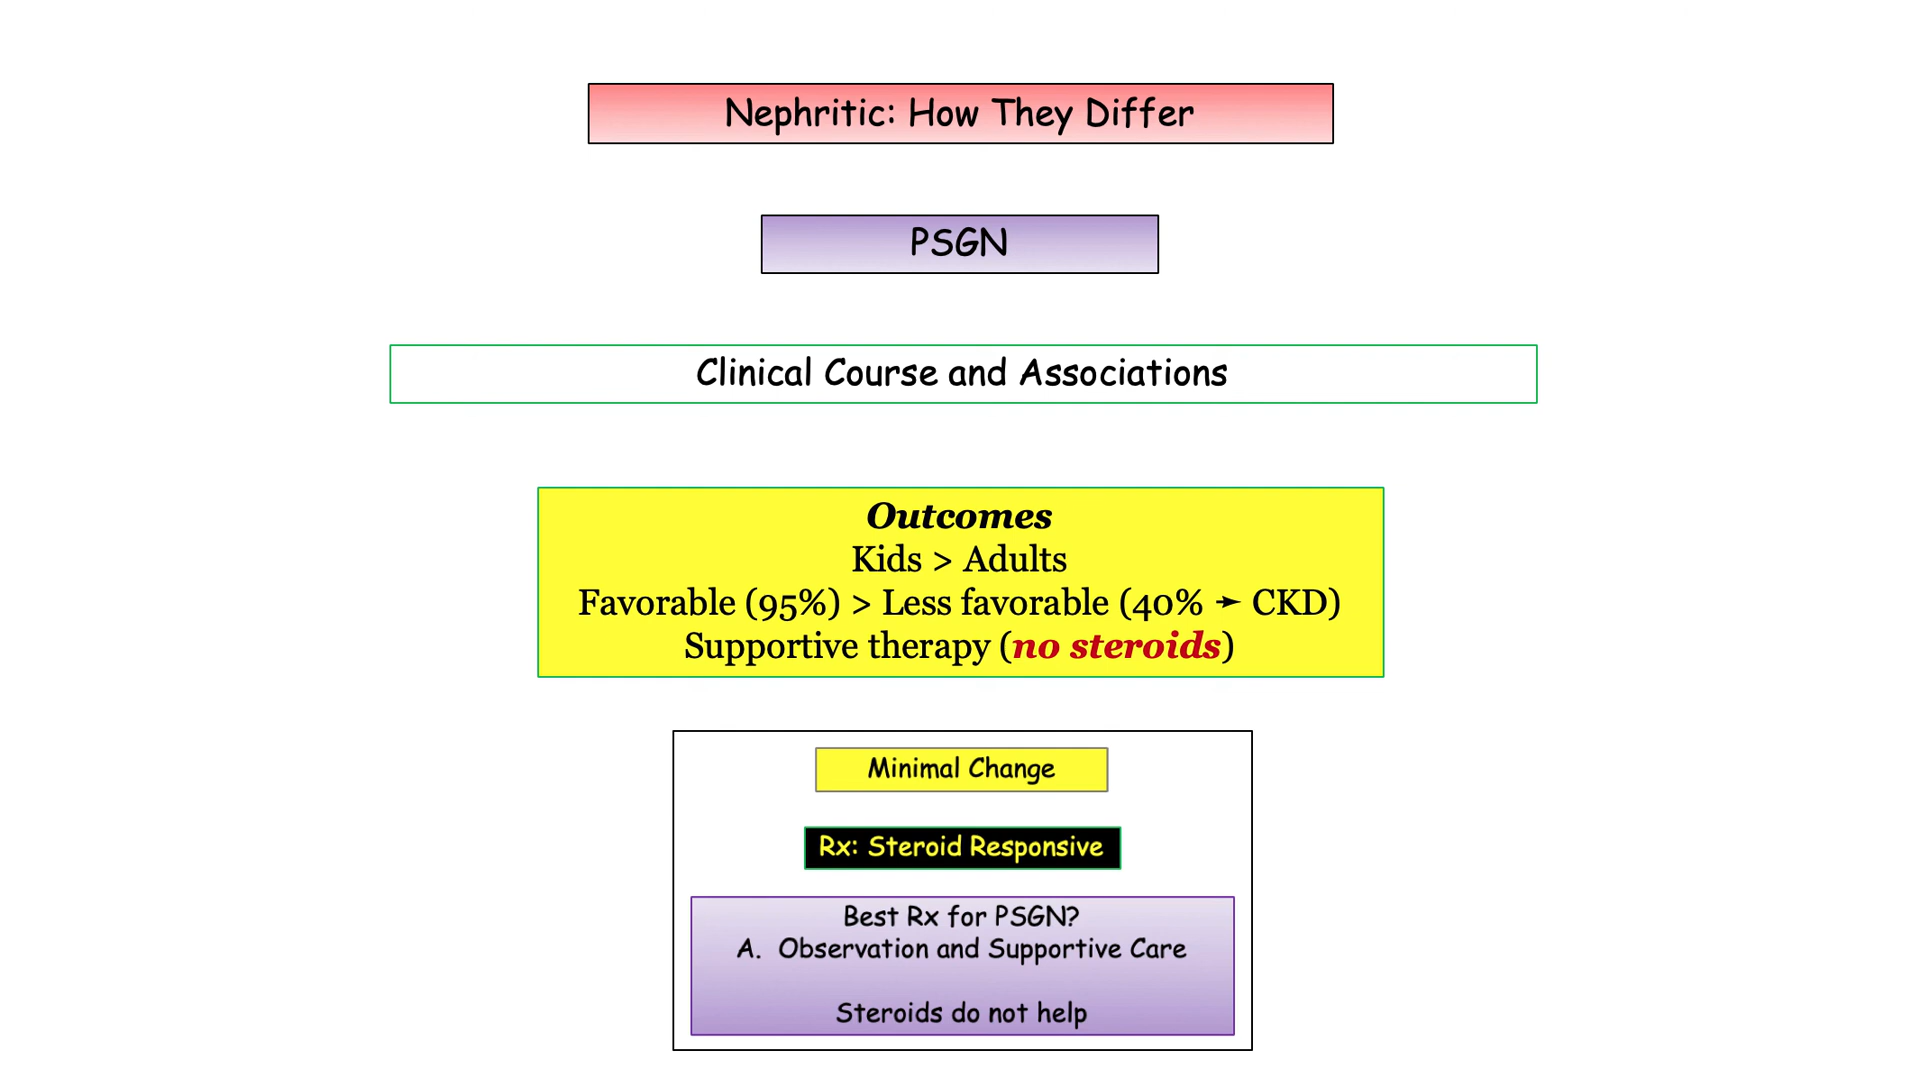 Nephritic: How They Differ
PSGN
Clinical Course and Associations
Outcomes
Kids > Adults
Favorable (95%) > Less favorable (40% ➛ CKD)
Supportive therapy (no steroids)
Minimal Change
Rx: Steroid Responsive
Best Rx for PSGN?
A. Observation and Supportive Care
Steroids do not help